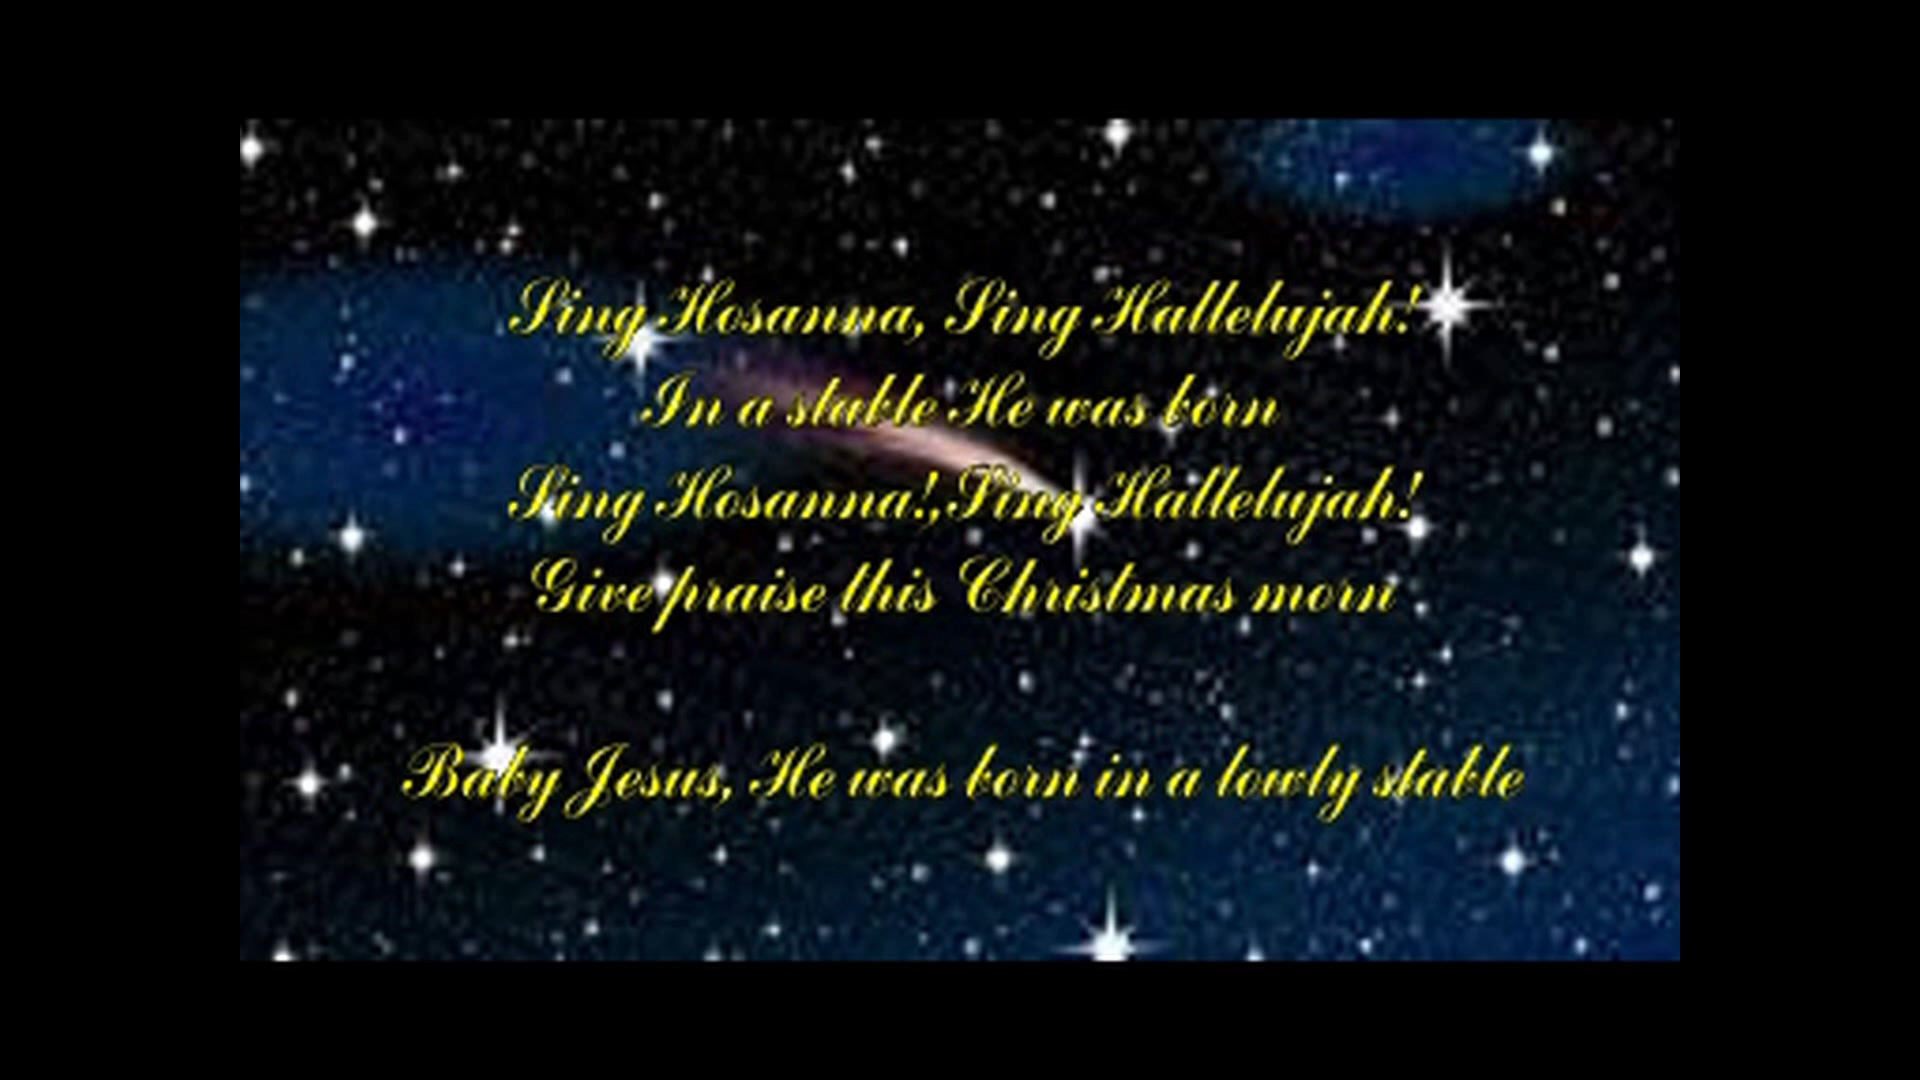 Sing Hosanna, Sing Hallelujah!
In a stable He was born
Sing Hosanna!,Sing Hallelujah!
Give praise this Christmas morn
Baby Jesus, He was born in a lowly stable